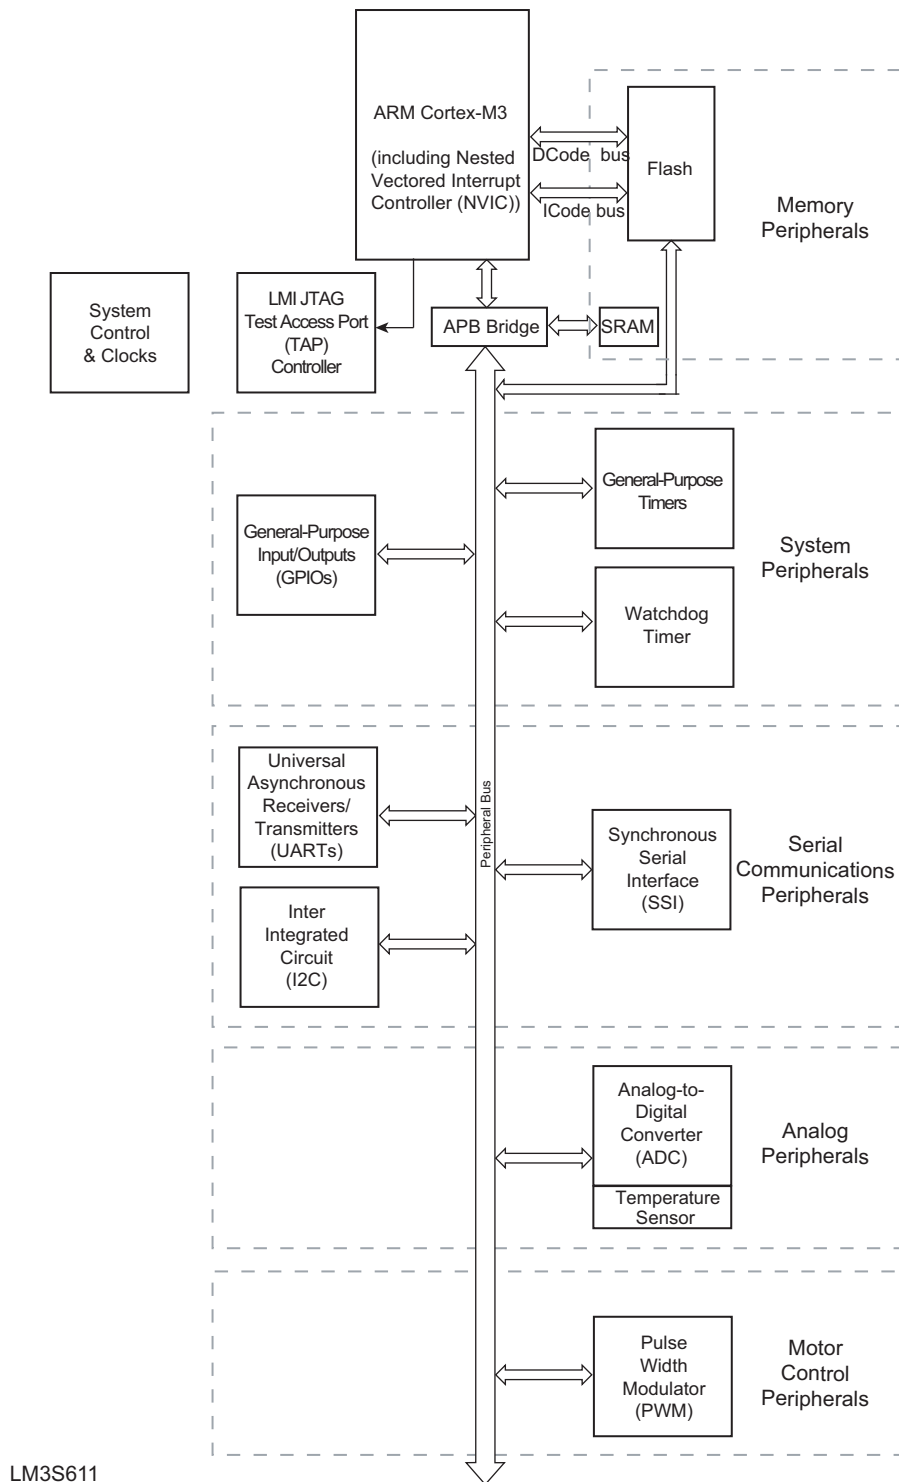 ARM Cortex-M3
(including Nested
Vectored Interrupt
Controller (NVIC))
DCode bus
ICode bus
Flash
Memory
Peripherals
System
Control
& Clocks
LMI JTAG
Test Access Port
(TAP)
Controller
APB Bridge
SRAM
General-Purpose
Timers
General-Purpose
Input/Outputs
(GPIOs)
System
Peripherals
Watchdog
Timer
Universal
Asynchronous
Receivers/
Transmitters
(UARTs)
Peripheral Bus
Synchronous
Serial
Interface
(SSI)
Serial
Communications
Peripherals
Inter
Integrated
Circuit
(I2C)
Analog-to-
Digital
Converter
(ADC)
Temperature
Sensor
Analog
Peripherals
Pulse
Width
Modulator
(PWM)
Motor
Control
Peripherals
LM3S611